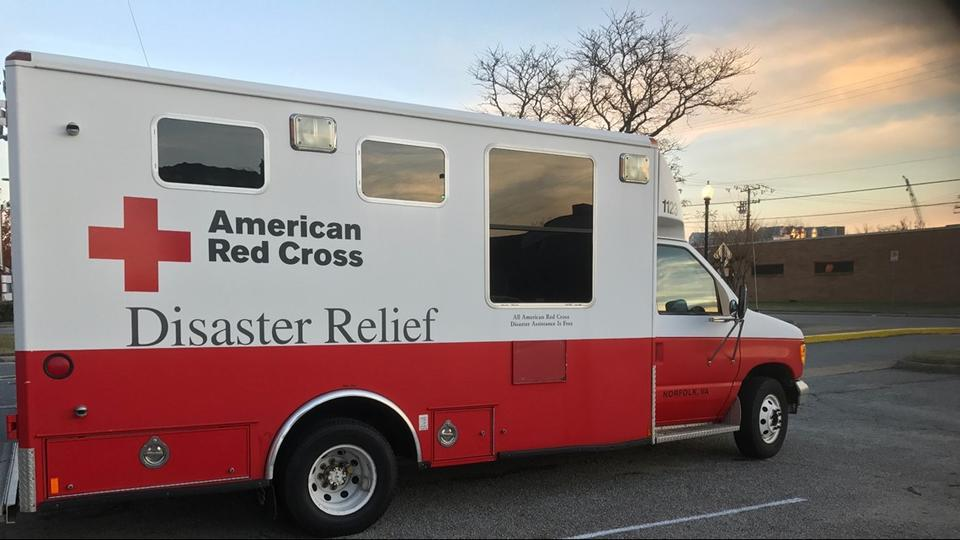 American
Red Cross
Disaster Relief
All American Red Cross
Disaster Assistance Is Free
NORFOLK, VA